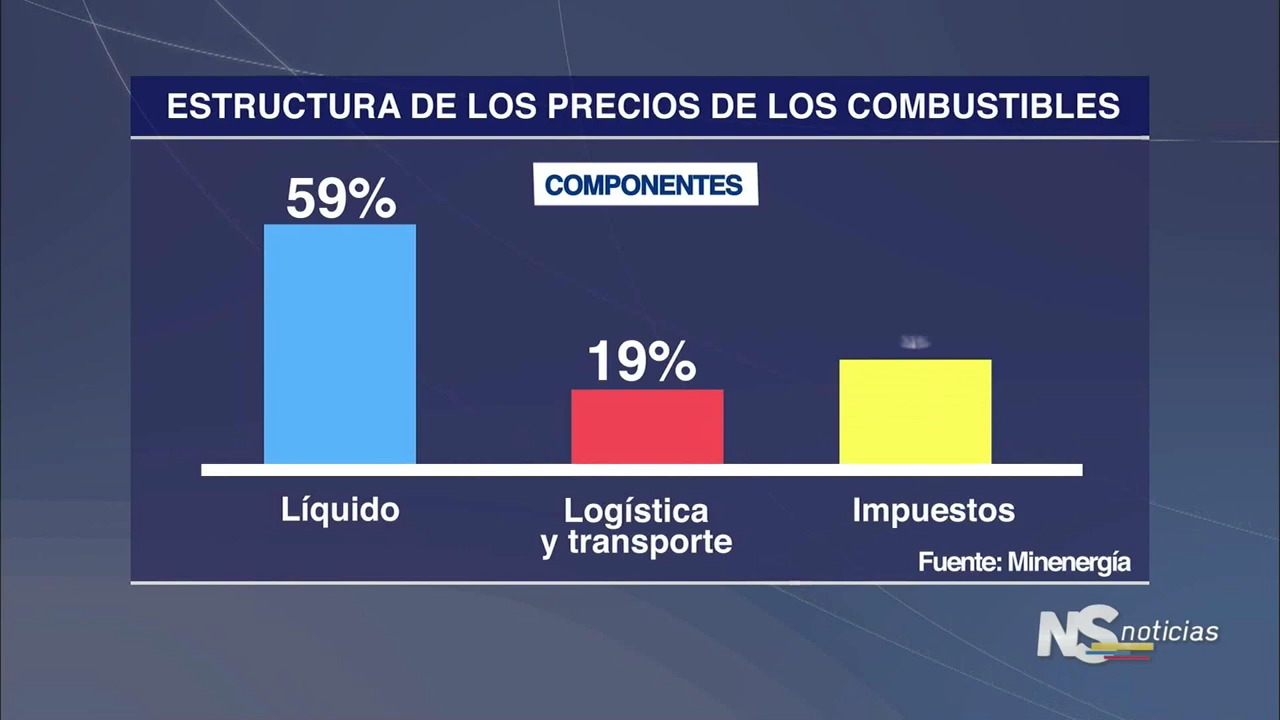 ESTRUCTURA DE LOS PRECIOS DE LOS COMBUSTIBLES
COMPONENTES
59%
19%
Líquido
Logística
y transporte
Impuestos
Fuente: Minenergía
NS noticias